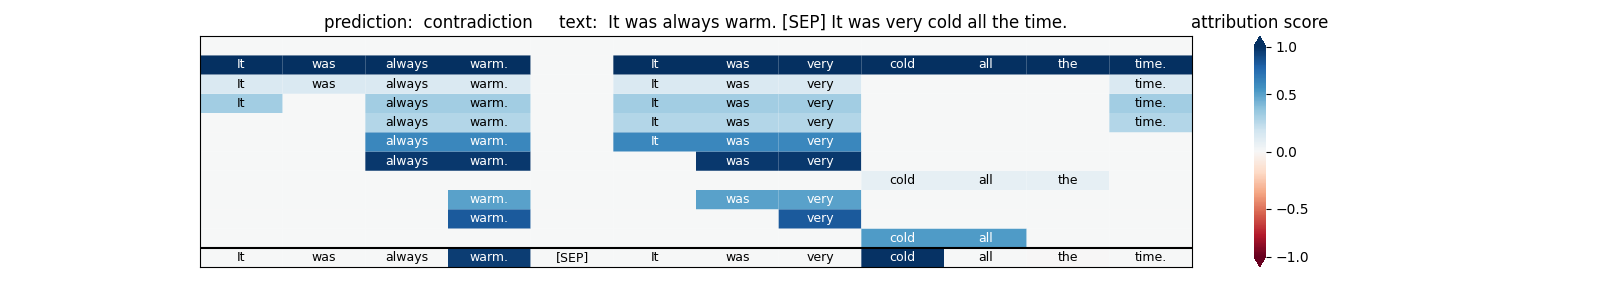 prediction:  contradiction     text:  It was always warm. [SEP] It was very cold all the time.
attribution score
It was always warm. It was very cold all the time.
It was always warm. It was very time.
It always warm. It was very time.
always warm. It was very time.
always warm. It was very
always warm. was very
cold all the
warm. was very
warm. very
cold all
It was always warm. [SEP] It was very cold all the time.
1.0
0.5
0.0
−0.5
−1.0